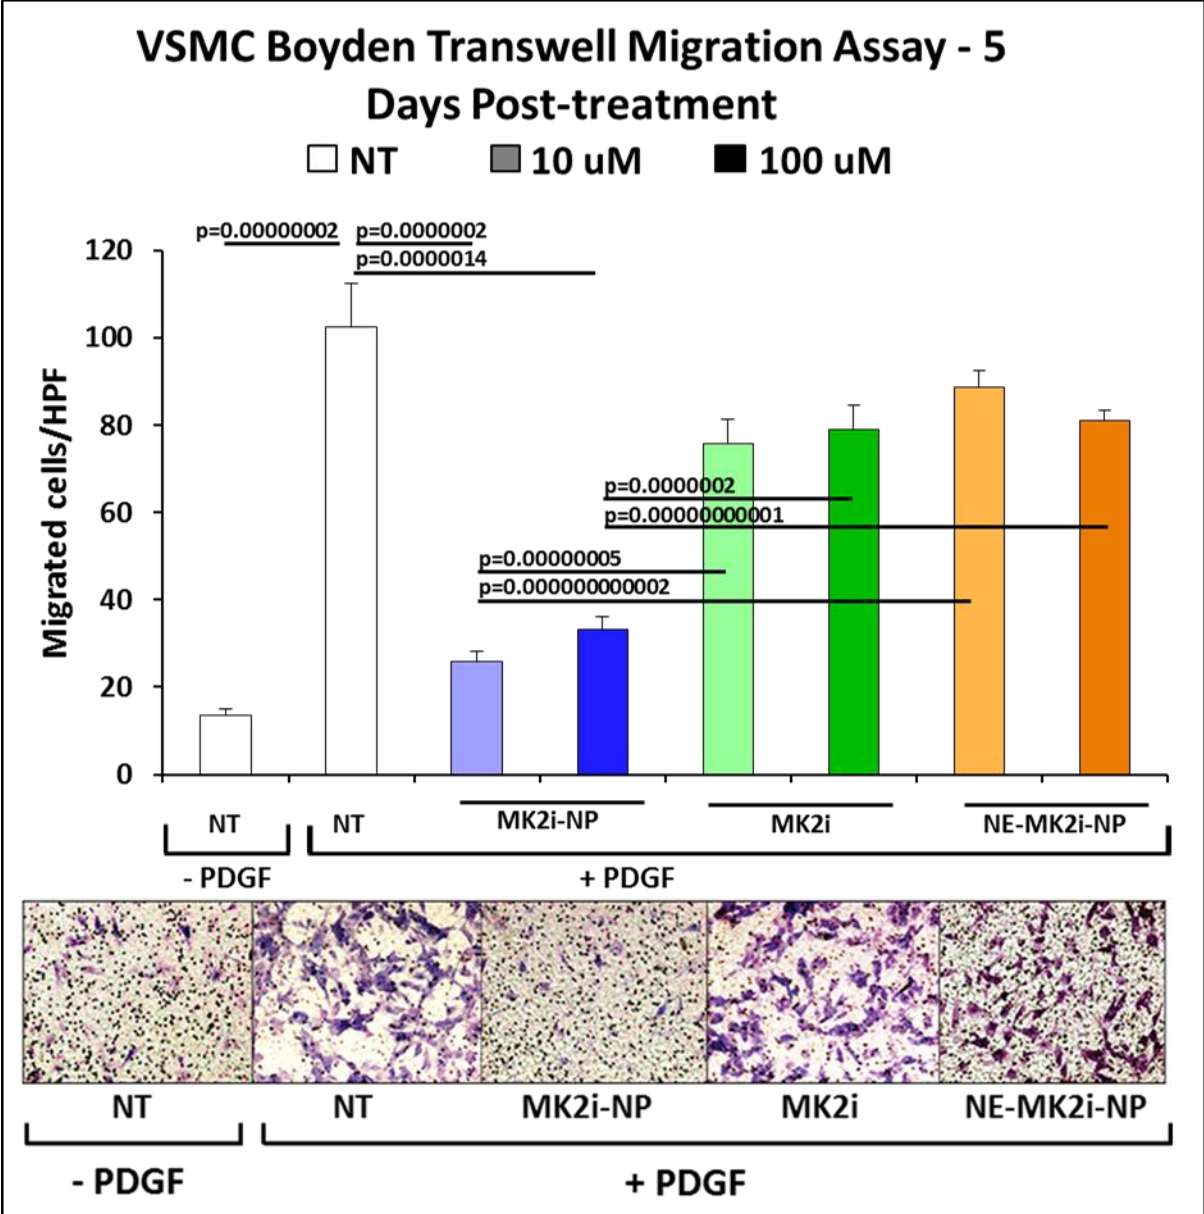 VSMC Boyden Transwell Migration Assay - 5
Days Post-treatment
NT 10 uM 100 uM
p=0.00000002 p=0.0000002
p=0.0000014
Migrated cells/HPF
120
100
80
60
40
20
0
p=0.0000002
p=0.00000000001
p=0.00000005
p=0.000000000002
NT NT MK2i-NP MK2i NE-MK2i-NP
- PDGF + PDGF
NT NT MK2i-NP MK2i NE-MK2i-NP
- PDGF + PDGF